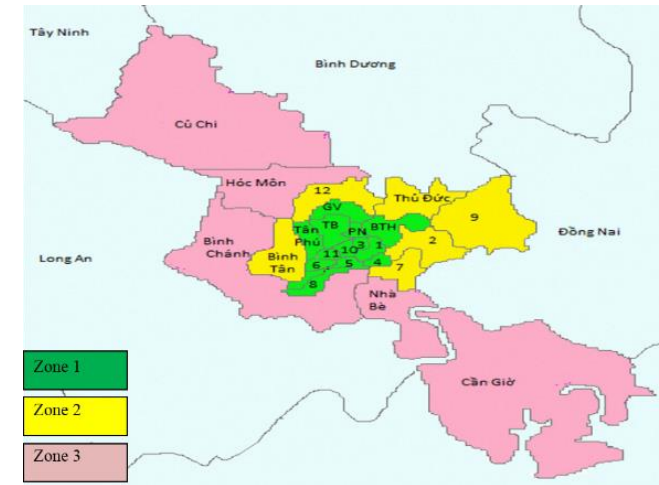 Tây Ninh
Bình Dương
Củ Chi
Hóc Môn
12
Thủ Đức
GV
9
TB
BTH
Tân
Phú
PN
Đồng Nai
Bình
Chánh
3
1
2
Long An
Bình
Tân
11
10
6
5
4
7
8
Nhà
Bè
Zone 1
Cần Giờ
Zone 2
Zone 3